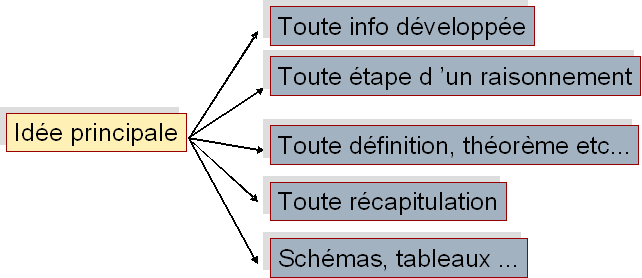 Toute info développée
Toute étape d ’un raisonnement
Idée principale
Toute définition, théorème etc...
Toute récapitulation
Schémas, tableaux ...